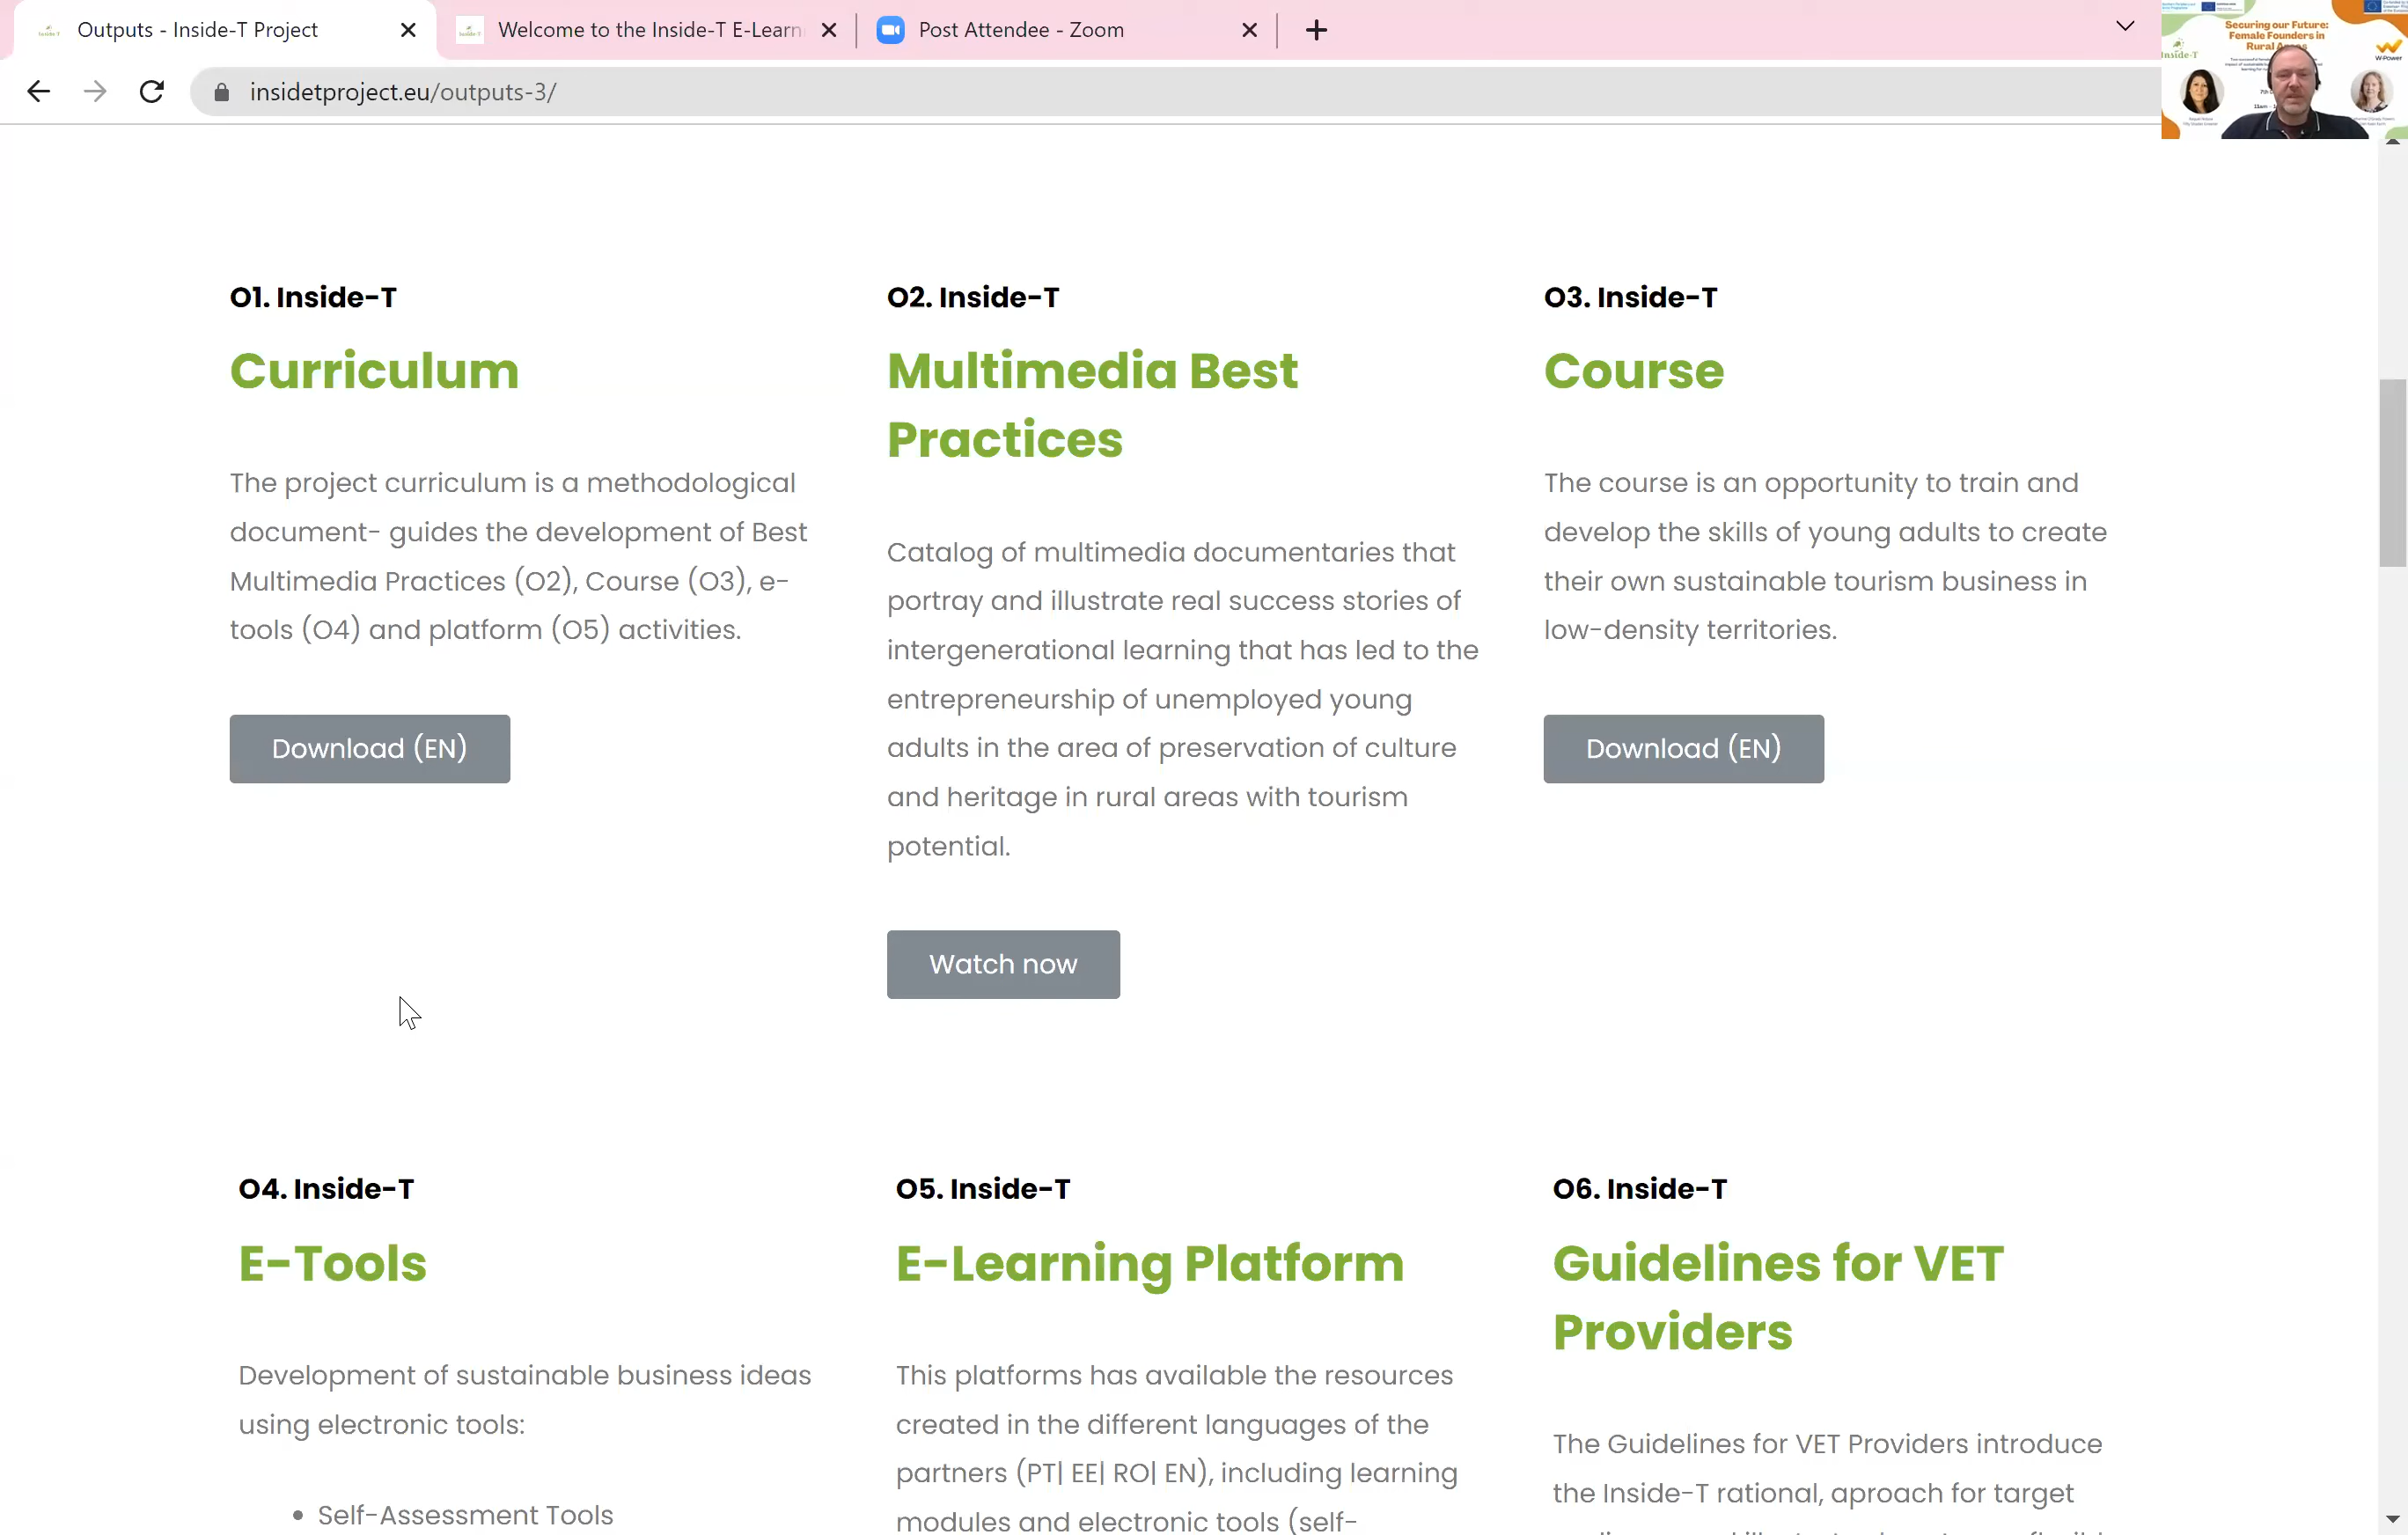 Outputs - Inside-T Project
Welcome to the Inside-T E-Learn
Post Attendee - Zoom
insidetproject.eu/outputs-3/
Securing our Future:
Female Founders in
Rural Areas
Inside-T
W-Power
O1. Inside-T
Curriculum
The project curriculum is a methodological
document- guides the development of Best
Multimedia Practices (O2), Course (O3), e-
tools (O4) and platform (O5) activities.
Download (EN)
O2. Inside-T
Multimedia Best
Practices
Catalog of multimedia documentaries that
portray and illustrate real success stories of
intergenerational learning that has led to the
entrepreneurship of unemployed young
adults in the area of preservation of culture
and heritage in rural areas with tourism
potential.
Watch now
O3. Inside-T
Course
The course is an opportunity to train and
develop the skills of young adults to create
their own sustainable tourism business in
low-density territories.
Download (EN)
O4. Inside-T
E-Tools
Development of sustainable business ideas
using electronic tools:
• Self-Assessment Tools
O5. Inside-T
E-Learning Platform
This platforms has available the resources
created in the different languages of the
partners (PT| EE| RO| EN), including learning
modules and electronic tools (self-
O6. Inside-T
Guidelines for VET
Providers
The Guidelines for VET Providers introduce
the Inside-T rational, aproach for target